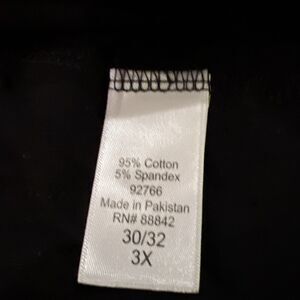 95% Cotton
5% Spandex
92766
Made in Pakistan
RN# 88842
30/32
3X